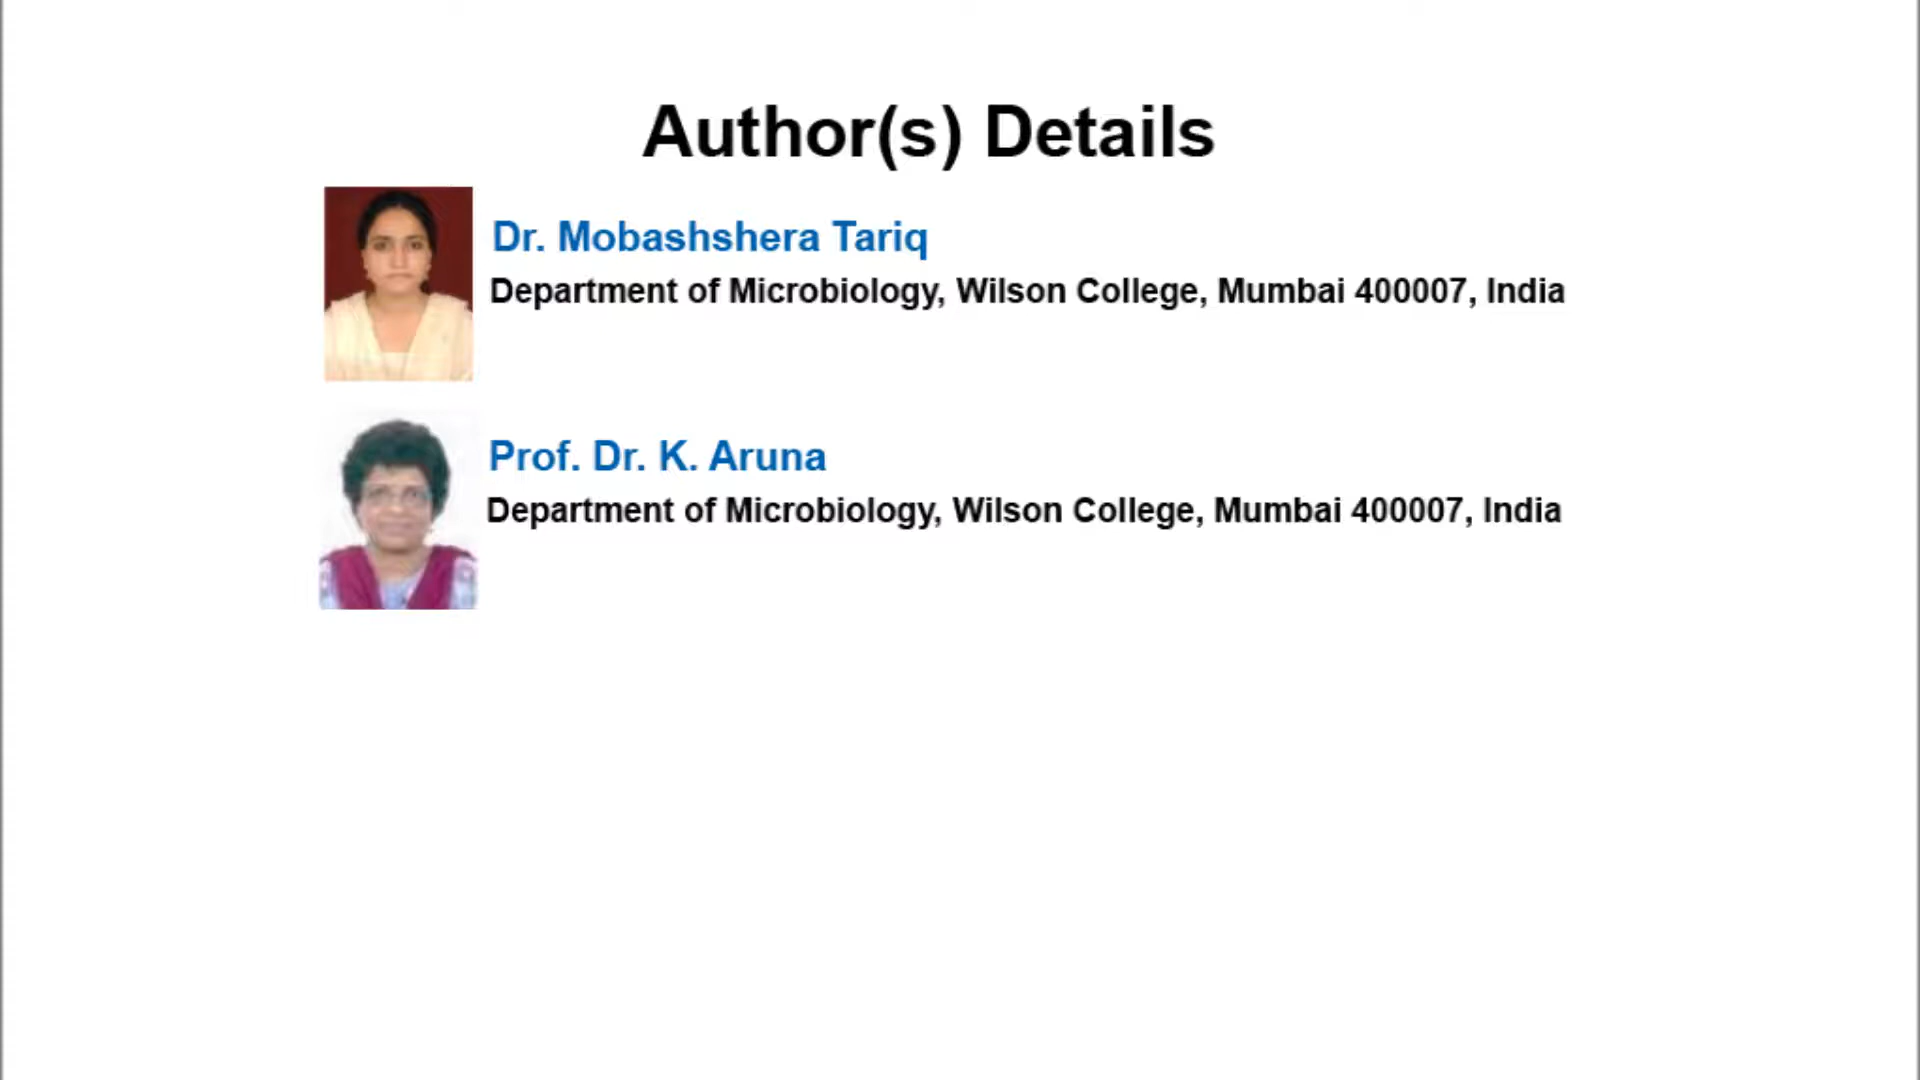 Author(s) Details
Dr. Mobashshera Tariq
Department of Microbiology, Wilson College, Mumbai 400007, India
Prof. Dr. K. Aruna
Department of Microbiology, Wilson College, Mumbai 400007, India